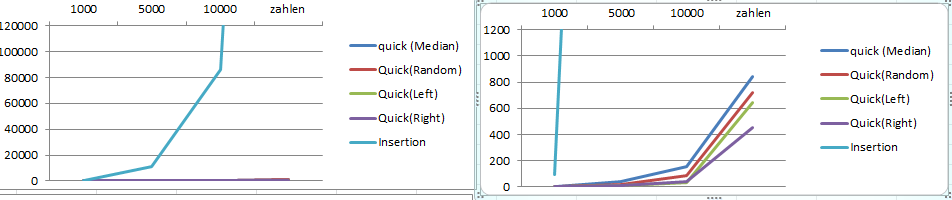 1000 5000 10000 zahlen
120000
100000
80000
60000
40000
20000
0
quick (Median)
Quick(Random)
Quick(Left)
Quick(Right)
Insertion
1000 5000 10000 zahlen
1200
1000
800
600
400
200
0
quick (Median)
Quick(Random)
Quick(Left)
Quick(Right)
Insertion